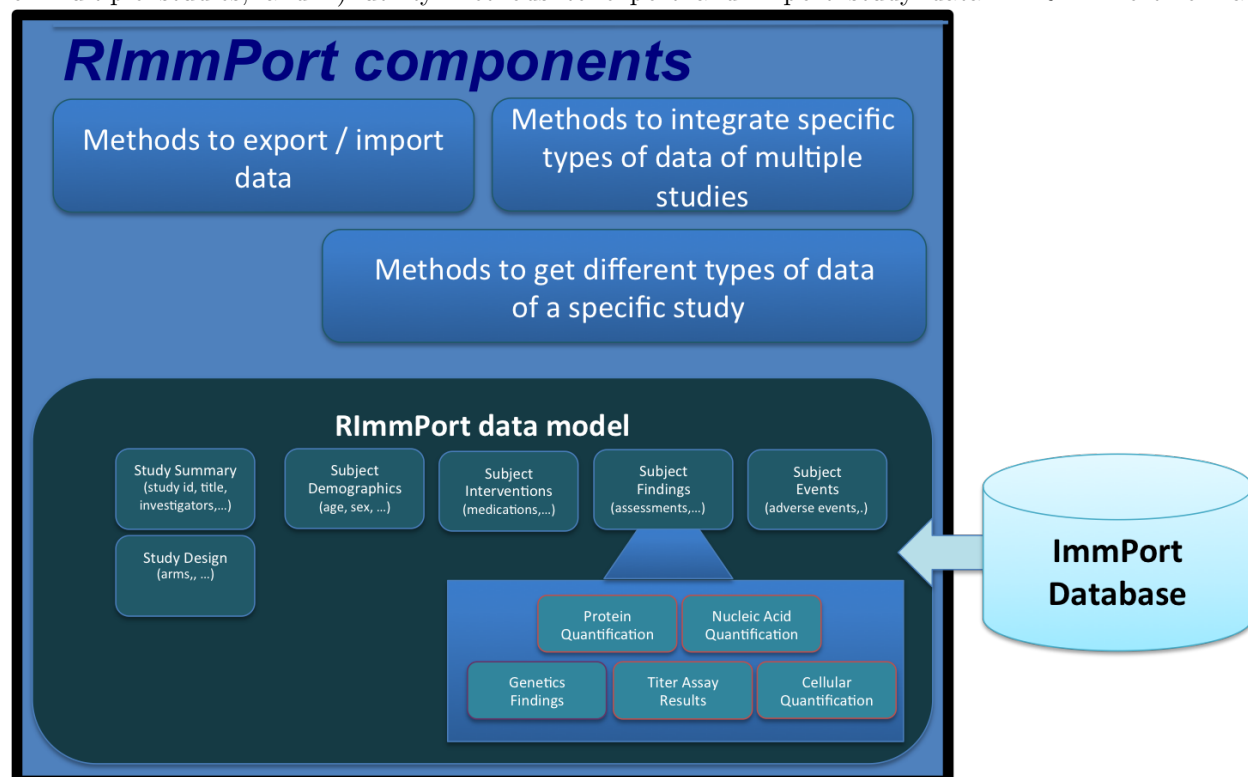 RImmPort components
Methods to export / import
data
Methods to integrate specific
types of data of multiple
studies
Methods to get different types of data
of a specific study
RImmPort data model
Study Summary
(study id, title,
investigators,...)
Subject
Demographics
(age, sex, ...)
Subject
Interventions
(medications,...)
Subject
Findings
(assessments,...)
Subject
Events
(adverse events,.)
Study Design
(arms,, ...)
Protein
Quantification
Nucleic Acid
Quantification
Genetics
Findings
Titer Assay
Results
Cellular
Quantification
ImmPort
Database